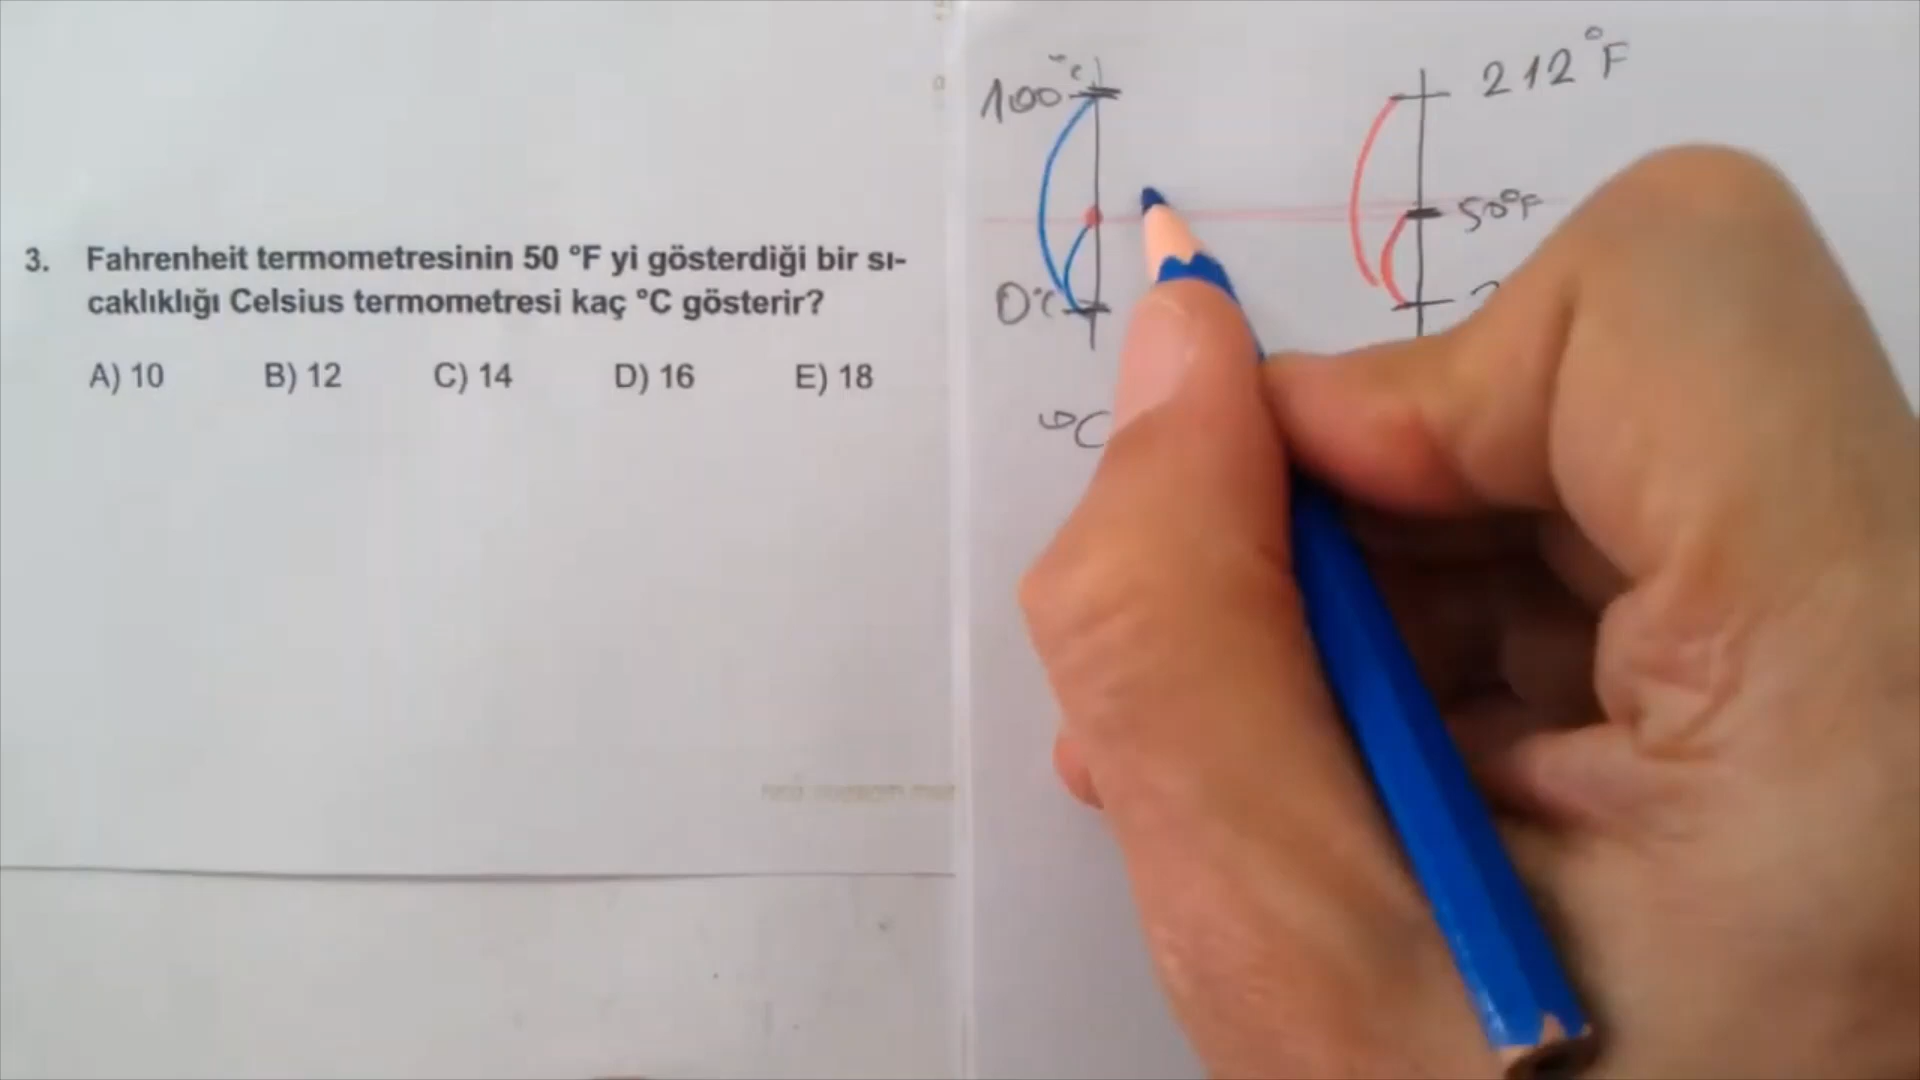 3. Fahrenheit termometresinin 50 °F yi gösterdiği bir sı-
caklıklığı Celsius termometresi kaç °C gösterir?
A) 10 B) 12 C) 14 D) 16 E) 18
100°C
0°C
°C
212°F
50°F